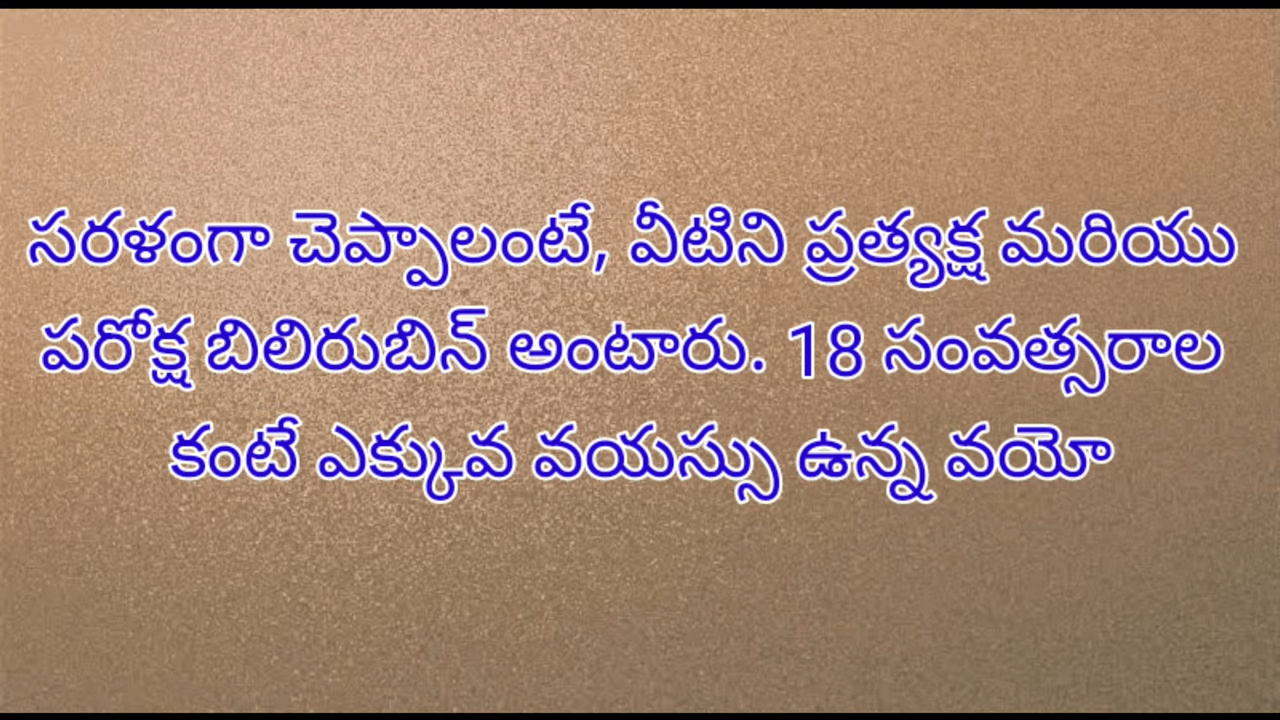 సరళంగా చెప్పాలంటే, వీటిని ప్రత్యక్ష మరియు
పరోక్ష బిలిరుబిన్ అంటారు. 18 సంవత్సరాల
కంటే ఎక్కువ వయస్సు ఉన్న వయో